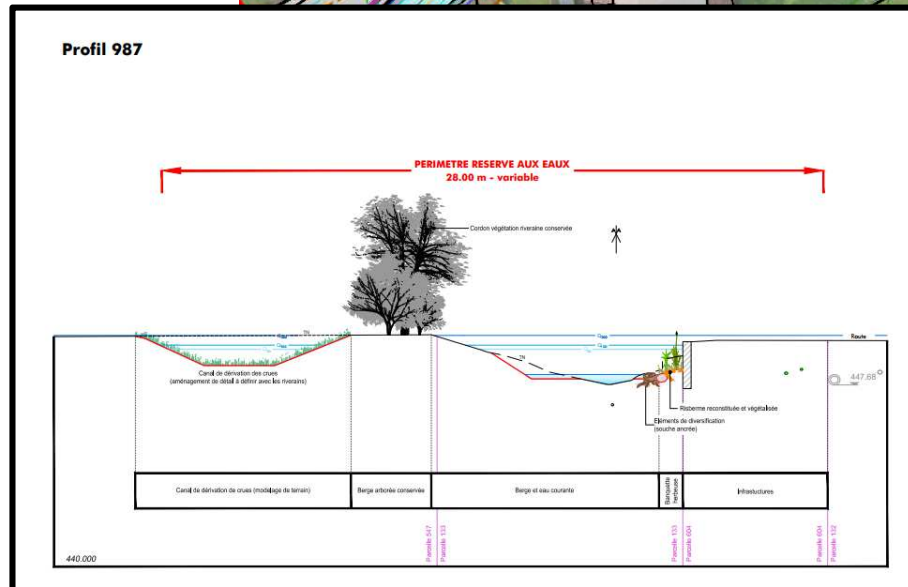 Profil 987
PERIMETRE RESERVE AUX EAUX
28.00 m - variable
Cordon végétation riveraine conservée
TN
Route
TN
Canal de dérivation des crues
(aménagement de détail à définir avec les riverains)
447.68
Risberme reconstituée et végétalisée
Eléments de diversification
(souche ancrée)
Canal de dérivation de crues (modelage de terrain)
Berge arborée conservée
Berge et eau courante
Banquette
herbeuse
Infrastuctures
Parcelle 547
Parcelle 133
Parcelle 133
Parcelle 604
Parcelle 604
Parcelle 132
440.000